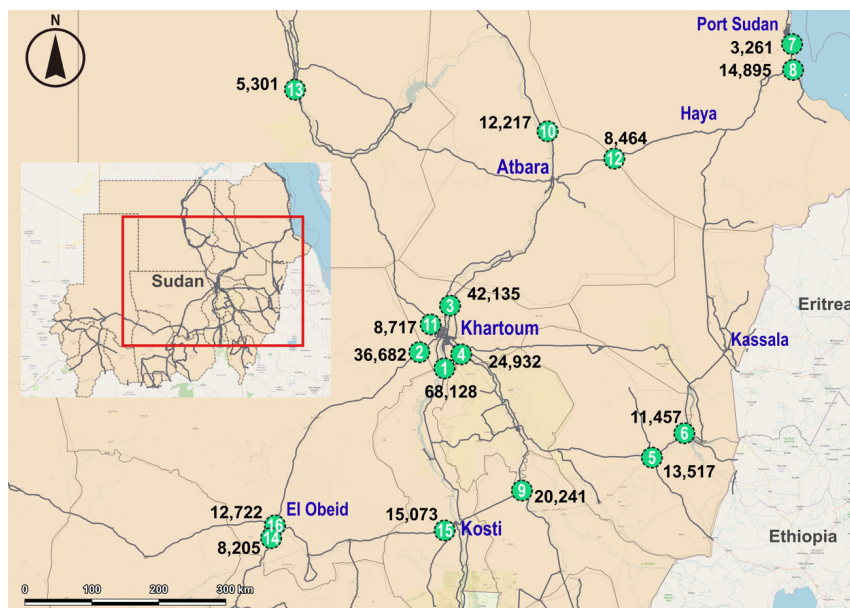 N
Port Sudan
7
3,261
14,895
8
5,301
13
Haya
12,217
10
8,464
12
Atbara
Sudan
3
42,135
Eritrea
11
8,717
Khartoum
Kassala
36,682
2
4
24,932
1
68,128
11,457
6
5
13,517
9
20,241
12,722
El Obeid
16
15,073
15
Kosti
8,205
14
Ethiopia
0
100
200
300 km